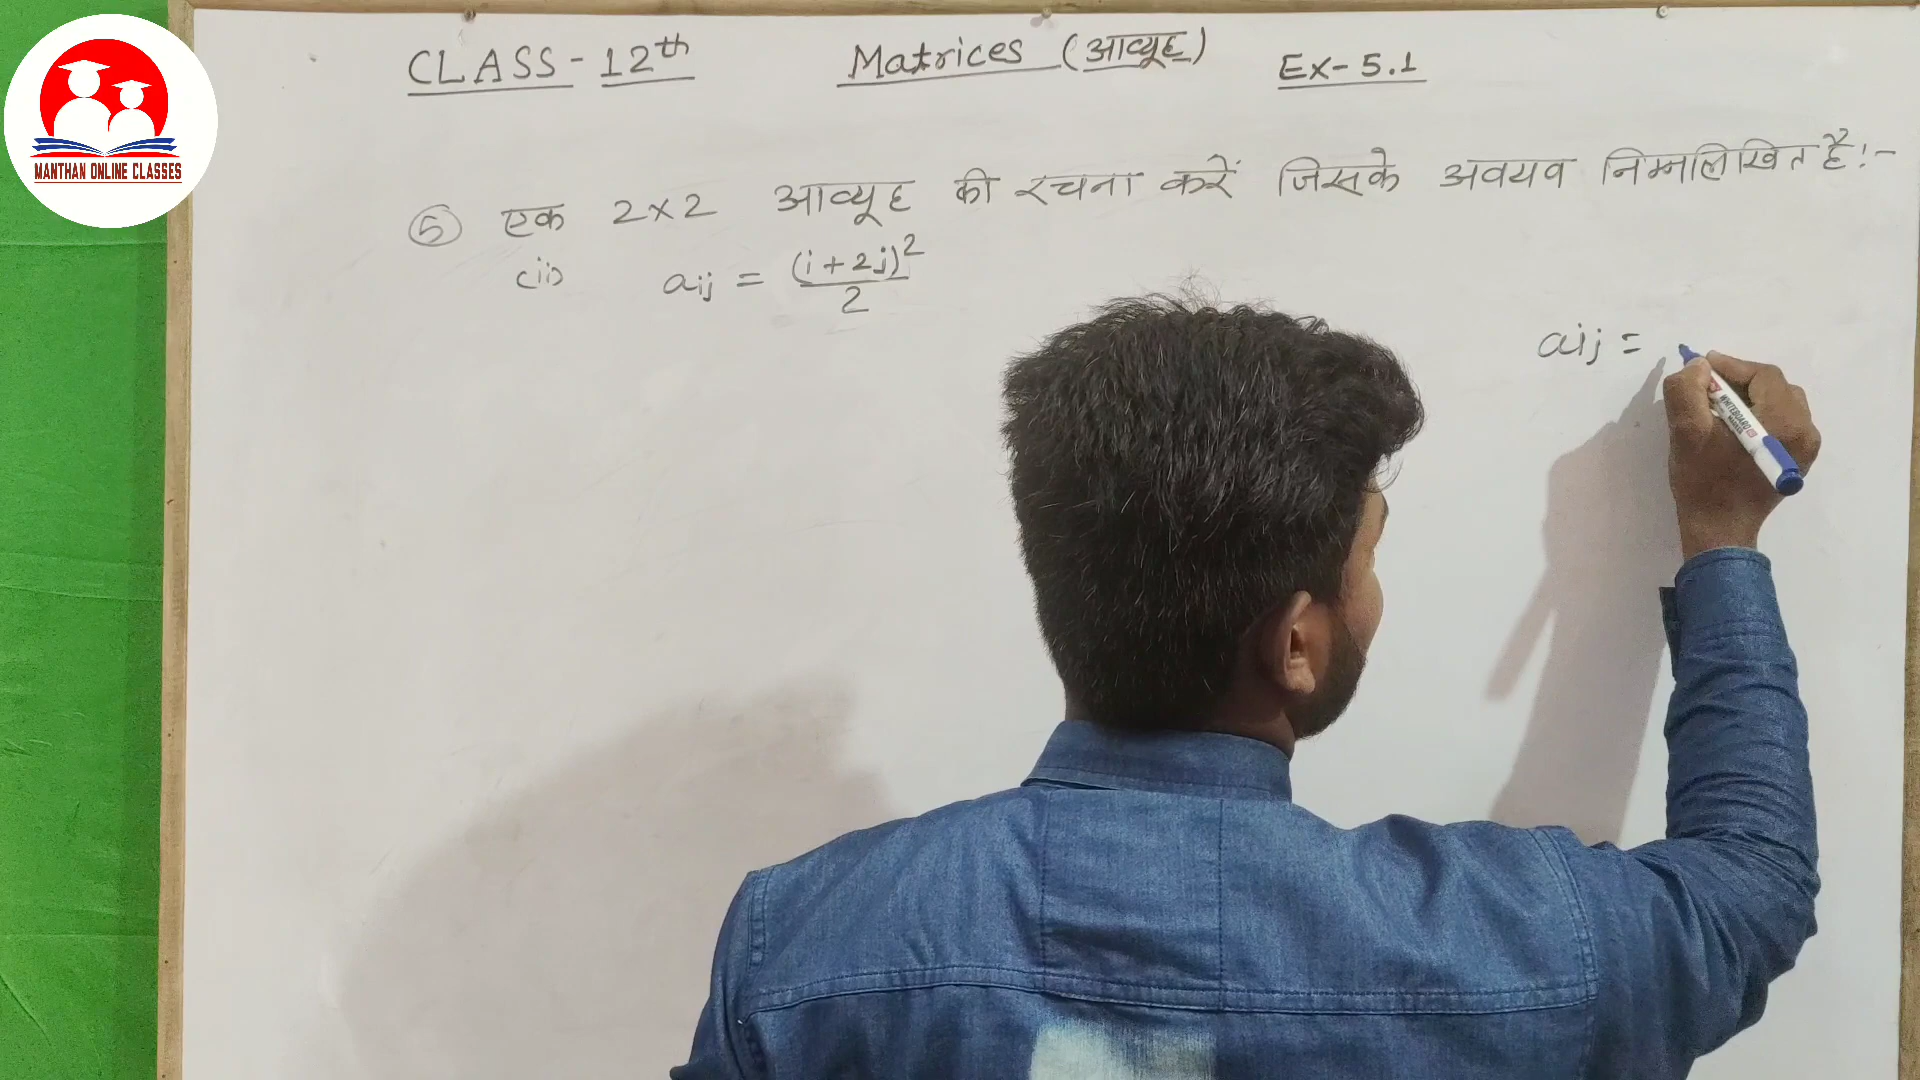 MANTHAN ONLINE CLASSES
CLASS - 12th Matrices (आव्यूह) Ex-5.1
⑤ एक 2×2 आव्यूह की रचना करें जिसके अवयव निम्नलिखित है :-
(ii) aij = (i + 2j)² / 2
aij =
WHITEBOARD